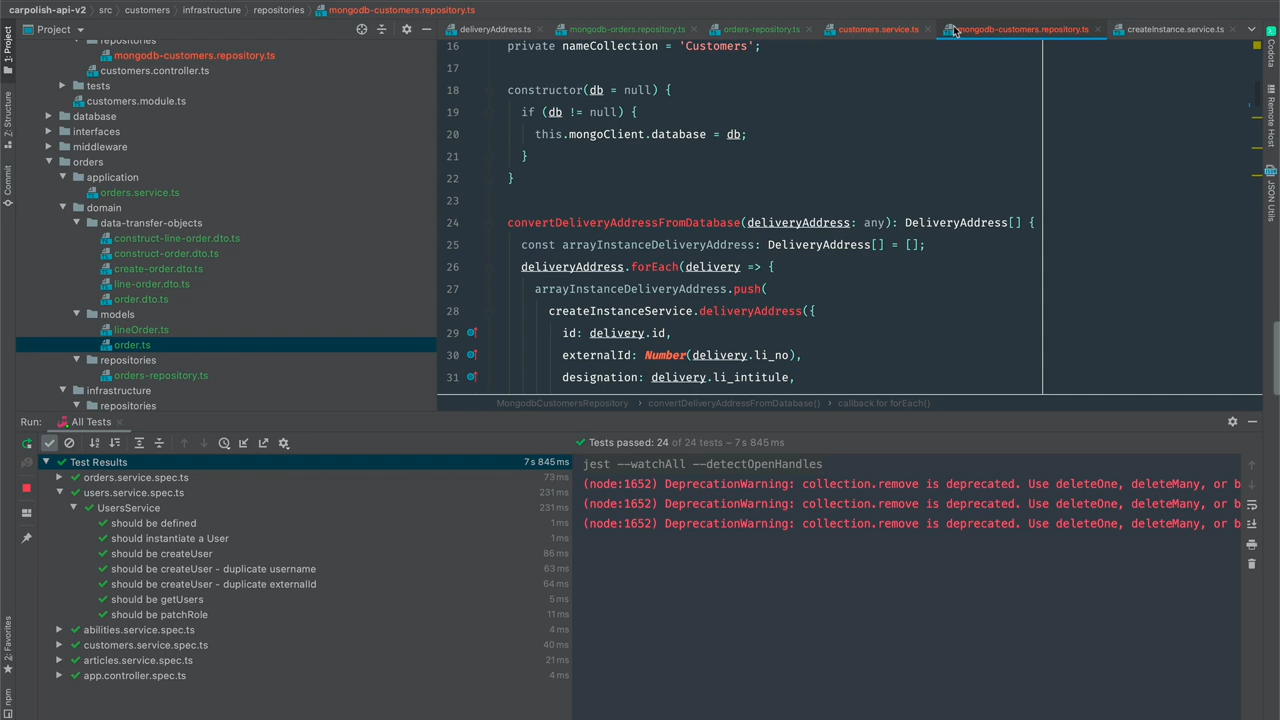 carpolish-api-v2 › src › customers › infrastructure › repositories › mongodb-customers.repository.ts
1: Project
Z: Structure
Commit
2: Favorites
npm
Project
repositories
mongodb-customers.repository.ts
customers.controller.ts
tests
customers.module.ts
database
interfaces
middleware
orders
application
orders.service.ts
domain
data-transfer-objects
construct-line-order.dto.ts
construct-order.dto.ts
create-order.dto.ts
line-order.dto.ts
order.dto.ts
models
lineOrder.ts
order.ts
repositories
orders-repository.ts
infrastructure
repositories
deliveryAddress.ts
mongodb-orders.repository.ts
orders-repository.ts
customers.service.ts
mongodb-customers.repository.ts
createInstance.service.ts
16 private nameCollection = 'Customers';
17
18 constructor(db = null) {
19 if (db != null) {
20 this.mongoClient.database = db;
21 }
22 }
23
24 convertDeliveryAddressFromDatabase(deliveryAddress: any): DeliveryAddress[] {
25 const arrayInstanceDeliveryAddress: DeliveryAddress[] = [];
26 deliveryAddress.forEach(delivery => {
27 arrayInstanceDeliveryAddress.push(
28 createInstanceService.deliveryAddress({
29 id: delivery.id,
30 externalId: Number(delivery.li_no),
31 designation: delivery.li_intitule,
MongodbCustomersRepository › convertDeliveryAddressFromDatabase() › callback for forEach()
Codota
Remote Host
JSON Utils
Run: All Tests
Tests passed: 24 of 24 tests – 7 s 845 ms
Test Results 7 s 845 ms
orders.service.spec.ts 73 ms
users.service.spec.ts 231 ms
UsersService 231 ms
should be defined 1 ms
should instantiate a User 1 ms
should be createUser 86 ms
should be createUser - duplicate username 63 ms
should be createUser - duplicate externalId 64 ms
should be getUsers 5 ms
should be patchRole 11 ms
abilities.service.spec.ts 4 ms
customers.service.spec.ts 40 ms
articles.service.spec.ts 21 ms
app.controller.spec.ts 4 ms
jest --watchAll --detectOpenHandles
(node:1652) DeprecationWarning: collection.remove is deprecated. Use deleteOne, deleteMany, or b
(node:1652) DeprecationWarning: collection.remove is deprecated. Use deleteOne, deleteMany, or b
(node:1652) DeprecationWarning: collection.remove is deprecated. Use deleteOne, deleteMany, or b